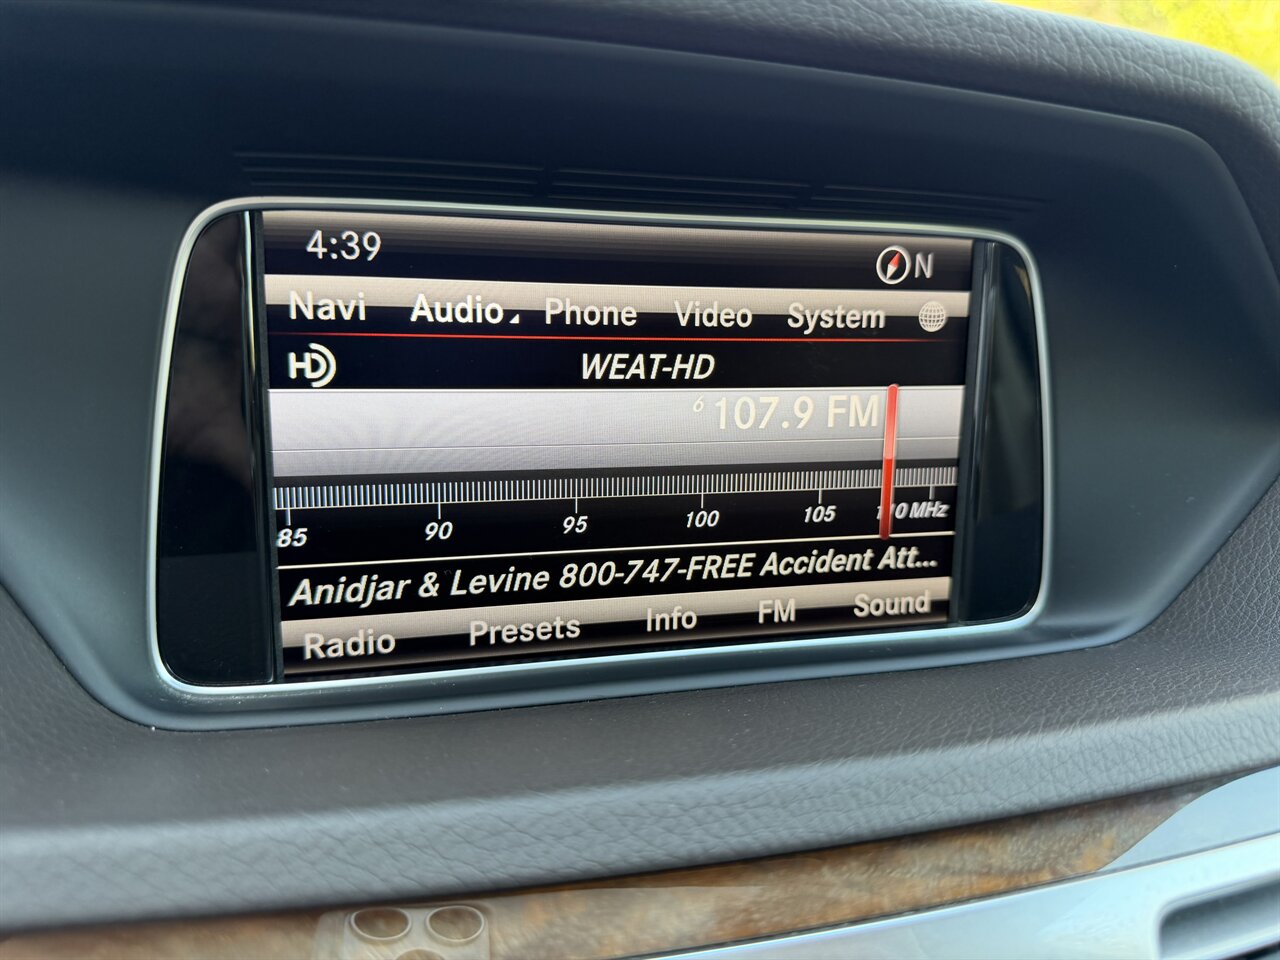 4:39 N
Navi Audio Phone Video System
HD WEAT-HD
6 107.9 FM
85 90 95 100 105 110 MHz
Anidjar & Levine 800-747-FREE Accident Att...
Radio Presets Info FM Sound